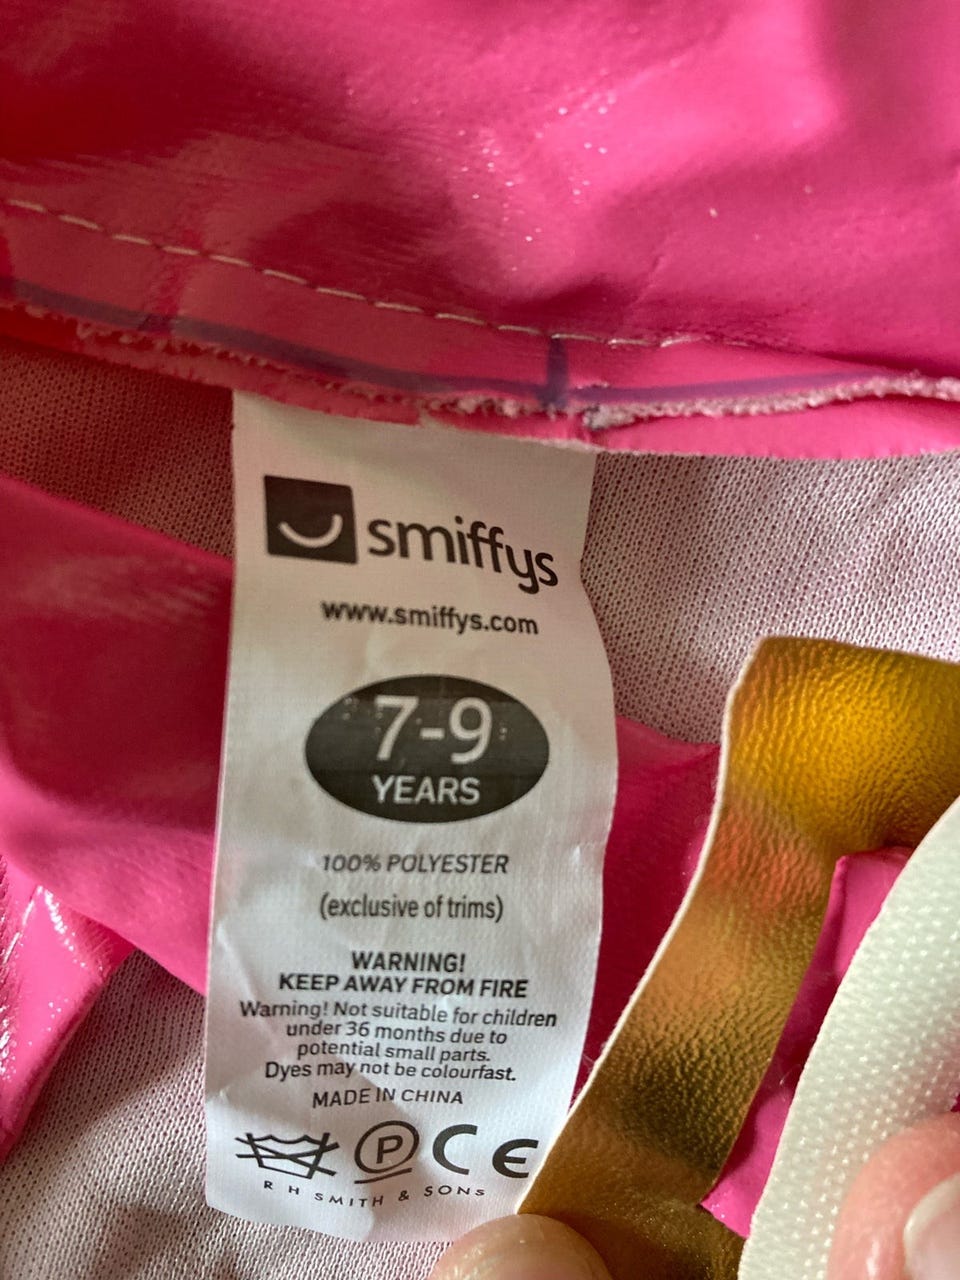 smiffys
www.smiffys.com
7-9
YEARS
100% POLYESTER
(exclusive of trims)
WARNING!
KEEP AWAY FROM FIRE
Warning! Not suitable for children
under 36 months due to
potential small parts.
Dyes may not be colourfast.
MADE IN CHINA
P CE
R H SMITH & SONS